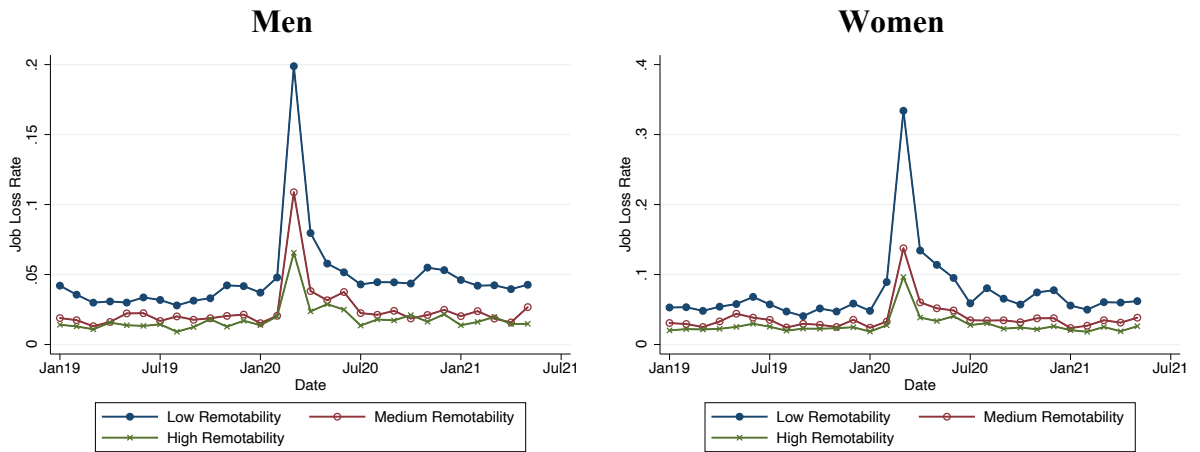 Men
Women
.2
.15
.1
.05
0
Job Loss Rate
Jan19 Jul19 Jan20 Jul20 Jan21 Jul21
Date
Low Remotability Medium Remotability
High Remotability
.4
.3
.2
.1
0
Job Loss Rate
Jan19 Jul19 Jan20 Jul20 Jan21 Jul21
Date
Low Remotability Medium Remotability
High Remotability